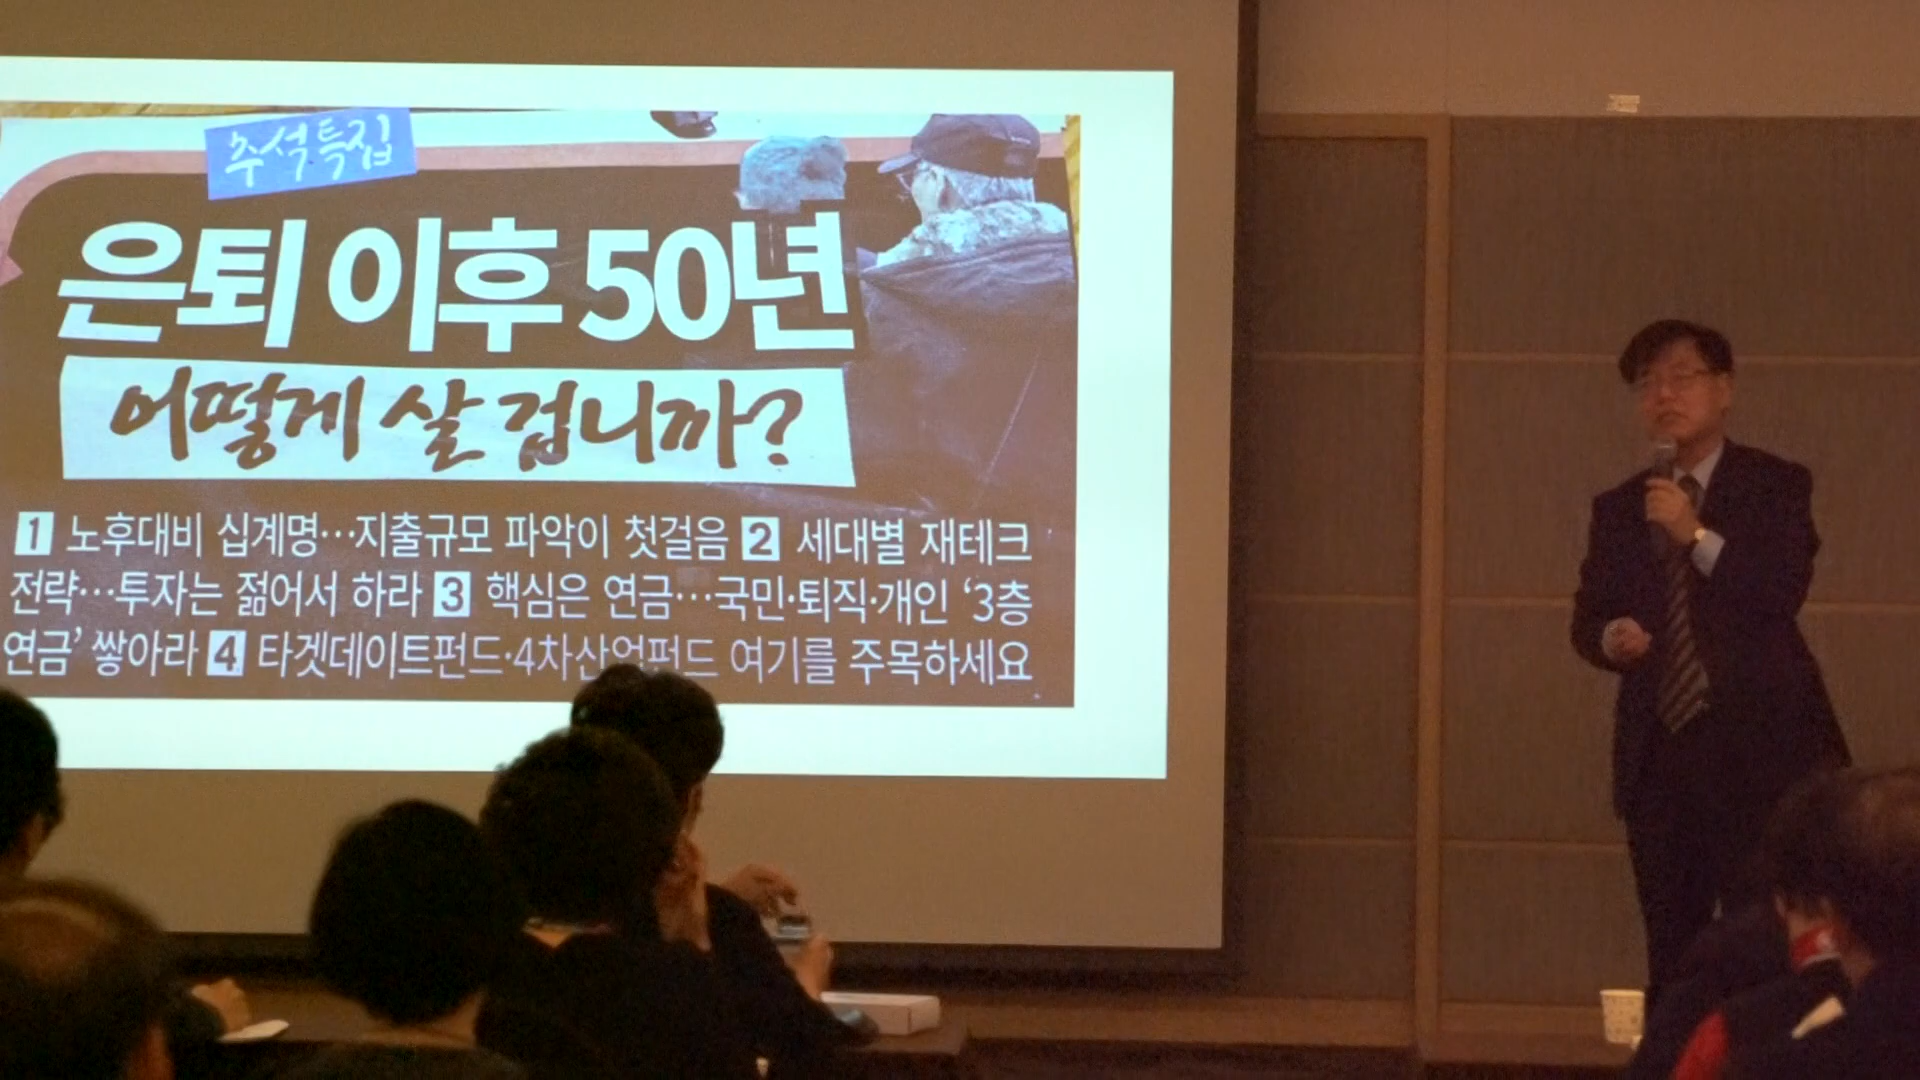 추석특집
은퇴 이후 50년
어떻게 살 겁니까?
1 노후대비 십계명…지출규모 파악이 첫걸음 2 세대별 재테크
전략…투자는 젊어서 하라 3 핵심은 연금…국민·퇴직·개인 ‘3층
연금’ 쌓아라 4 타겟데이트펀드·4차산업펀드 여기를 주목하세요